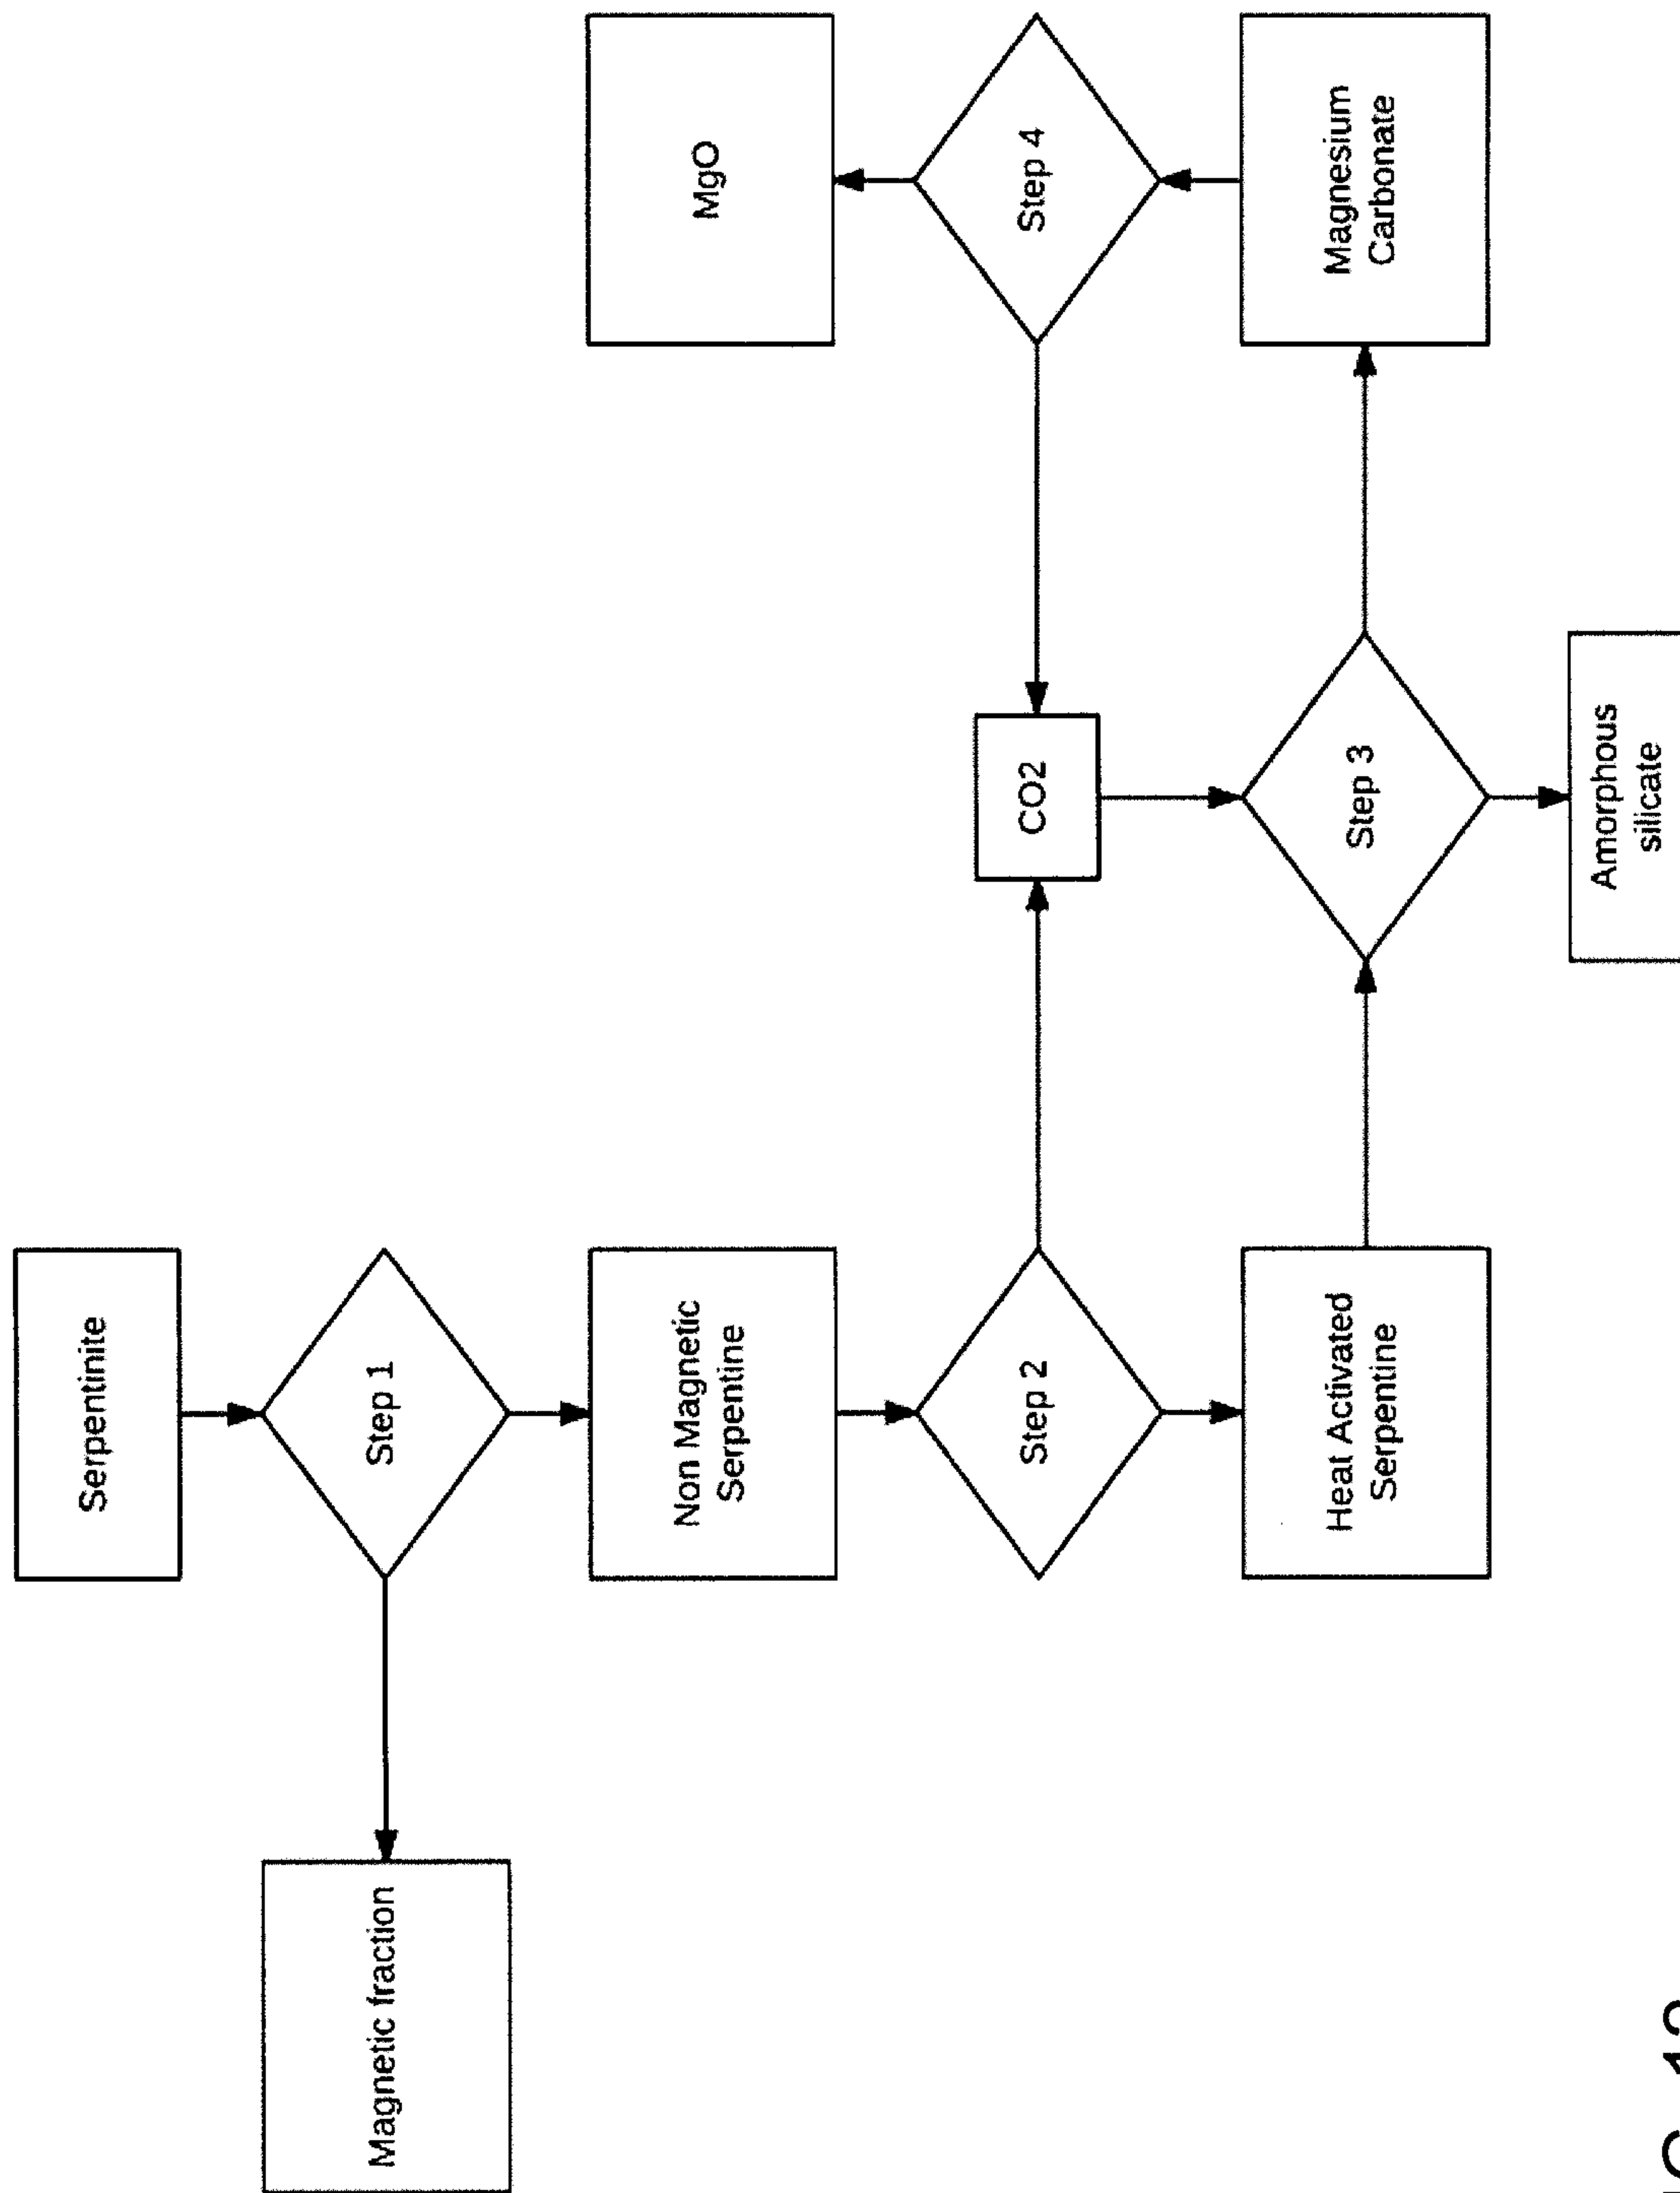 Serpentinite
Magnetic fraction
Step 1
Non Magnetic
Serpentine
MgO
Step 2
CO2
Step 4
Heat Activated
Serpentine
Step 3
Magnesium
Carbonate
Amorphous
silicate